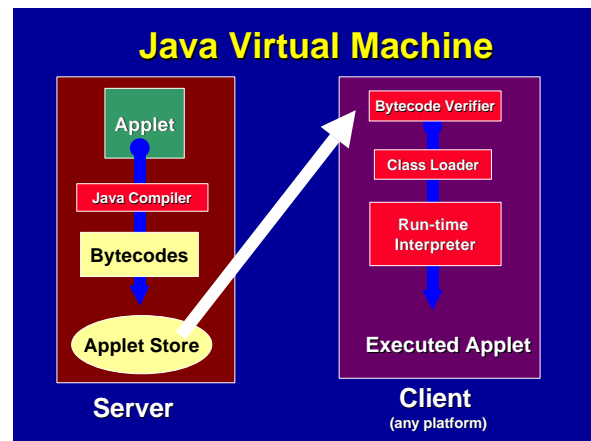 Java Virtual Machine
Applet
Java Compiler
Bytecodes
Applet Store
Server
Bytecode Verifier
Class Loader
Run-time
Interpreter
Executed Applet
Client
(any platform)